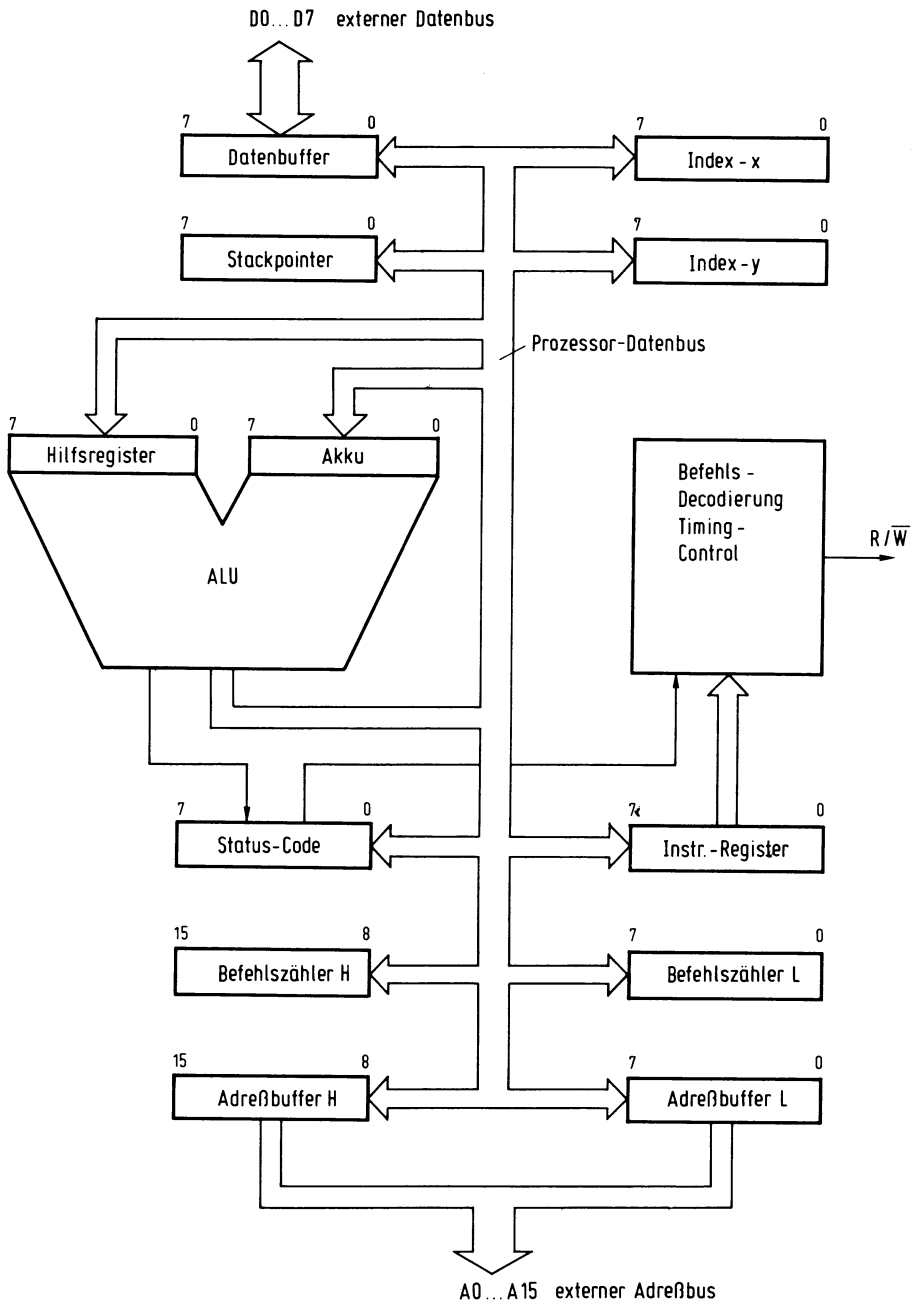 D0...D7 externer Datenbus
7 0
Datenbuffer
7 0
Index-x
7 0
Stackpointer
7 0
Index-y
Prozessor-Datenbus
7 0
Hilfsregister
7 0
Akku
ALU
Befehls-
Decodierung
Timing-
Control
R/W̅
7 0
Status-Code
7 0
Instr.-Register
15 8
Befehlszähler H
7 0
Befehlszähler L
15 8
Adreßbuffer H
7 0
Adreßbuffer L
A0...A15 externer Adreßbus